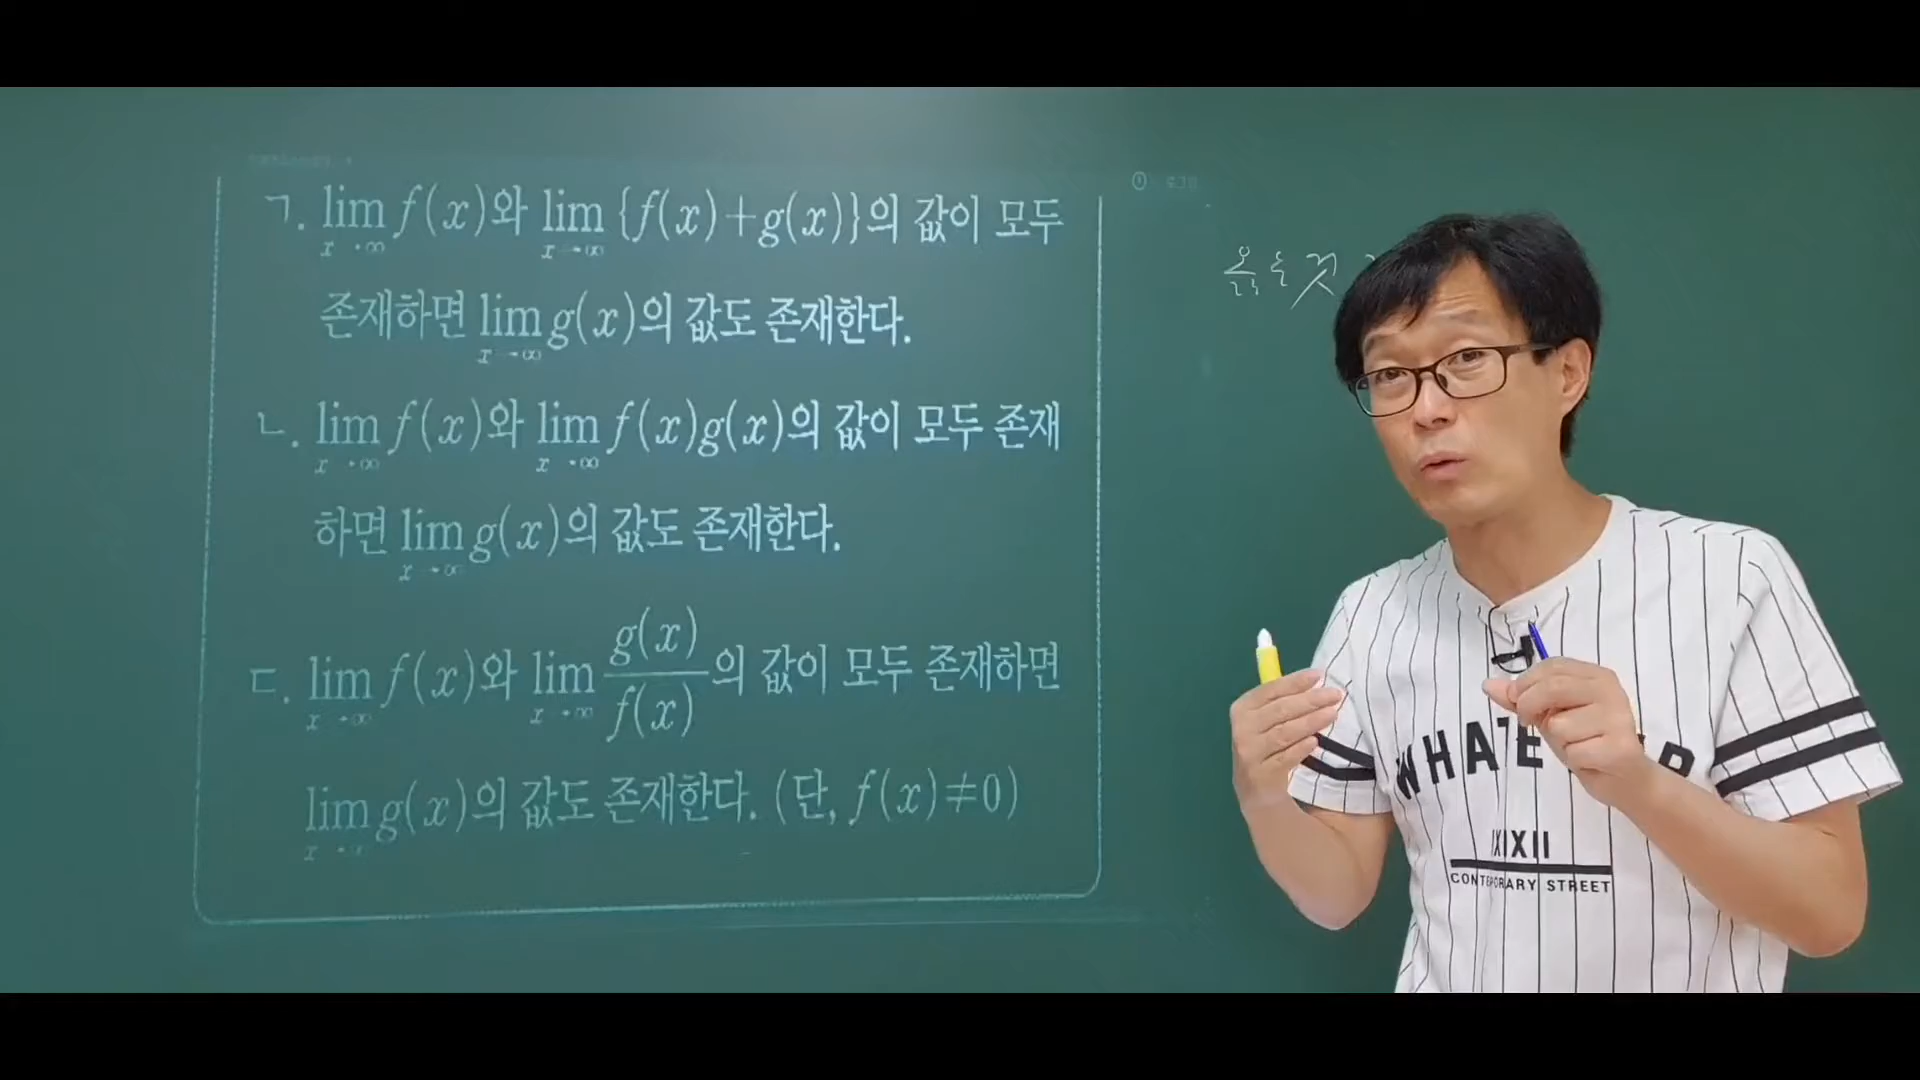 ㄱ. lim f(x)와 lim {f(x)+g(x)}의 값이 모두
x→∞ x→∞
존재하면 lim g(x)의 값도 존재한다.
x→∞
ㄴ. lim f(x)와 lim f(x)g(x)의 값이 모두 존재
x→∞ x→∞
하면 lim g(x)의 값도 존재한다.
x→∞
ㄷ. lim f(x)와 lim g(x)/f(x)의 값이 모두 존재하면
x→∞ x→∞
lim g(x)의 값도 존재한다. (단, f(x)≠0)
x→∞
옳은 것
WHATE
CONT
RARY STREET